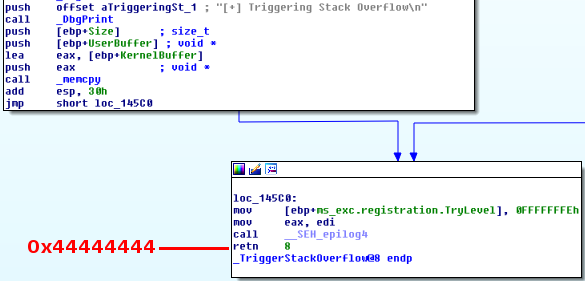 push    offset aTriggeringSt_1 ; "[+] Triggering Stack Overflow\n"
call    _DbgPrint
push    [ebp+Size]      ; size_t
push    [ebp+UserBuffer] ; void *
lea     eax, [ebp+KernelBuffer]
push    eax             ; void *
call    _memcpy
add     esp, 30h
jmp     short loc_145C0
loc_145C0:
mov     [ebp+ms_exc.registration.TryLevel], 0FFFFFFFEh
mov     eax, edi
call    __SEH_epilog4
0x44444444
retn    8
_TriggerStackOverflow@8 endp